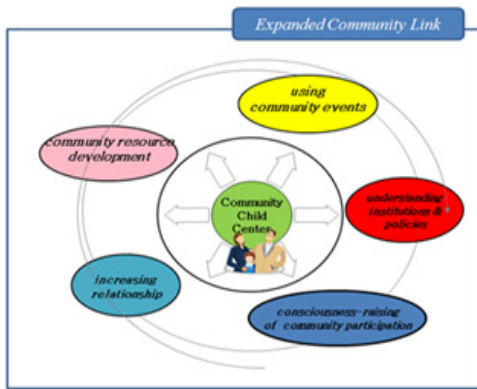 Expanded Community Link
using
community events
community resource
development
Community
Child
Center
understanding
institutions &
policies
increasing
relationship
consciousness-raising
of community participation